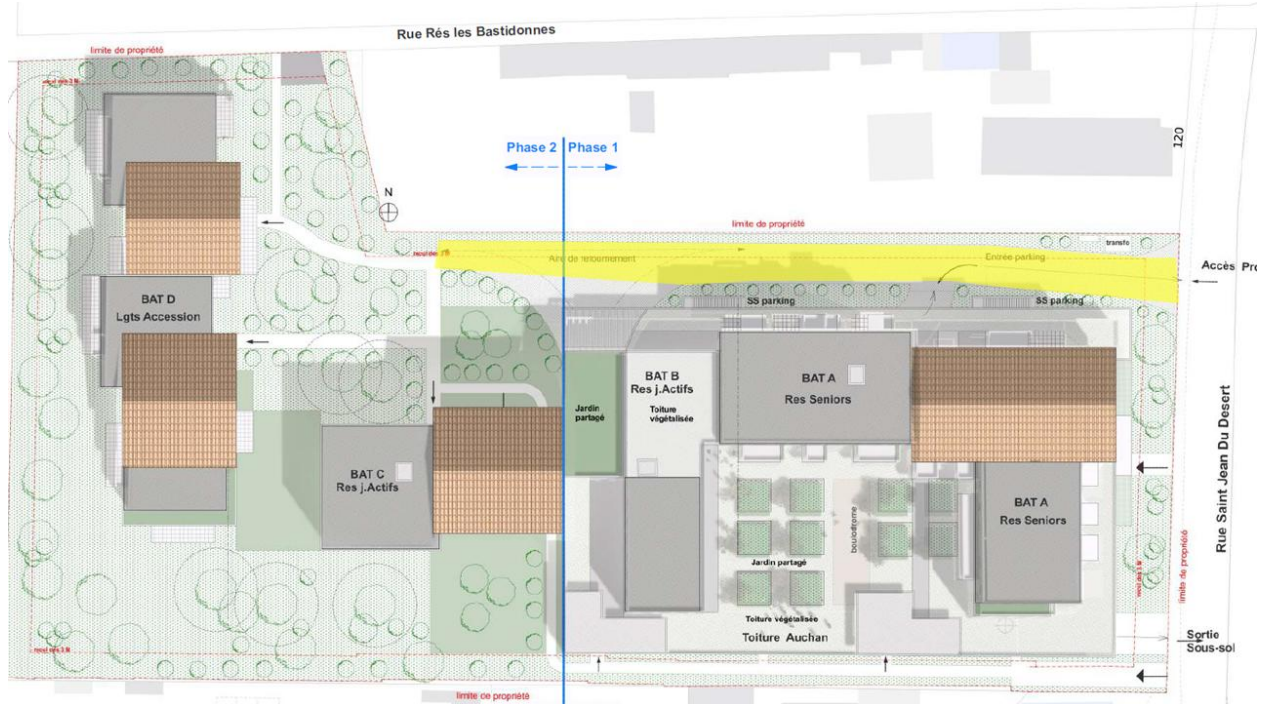 Rue Rés les Bastidonnes
limite de propriété
120
Phase 2
Phase 1
N
limite de propriété
transfo
Aire de retournement
Entrée parking
Accès
SS parking
SS parking
BAT D
Lgts Accession
BAT B
Res j.Actifs
Toiture
végétalisée
BAT A
Res Seniors
Jardin
partagé
BAT C
Res j.Actifs
BAT A
Res Seniors
boulodrome
Jardin partagé
Toiture végétalisée
Toiture Auchan
Rue Saint Jean Du Desert
limite de propriété
Sortie
Sous-sol
limite de propriété